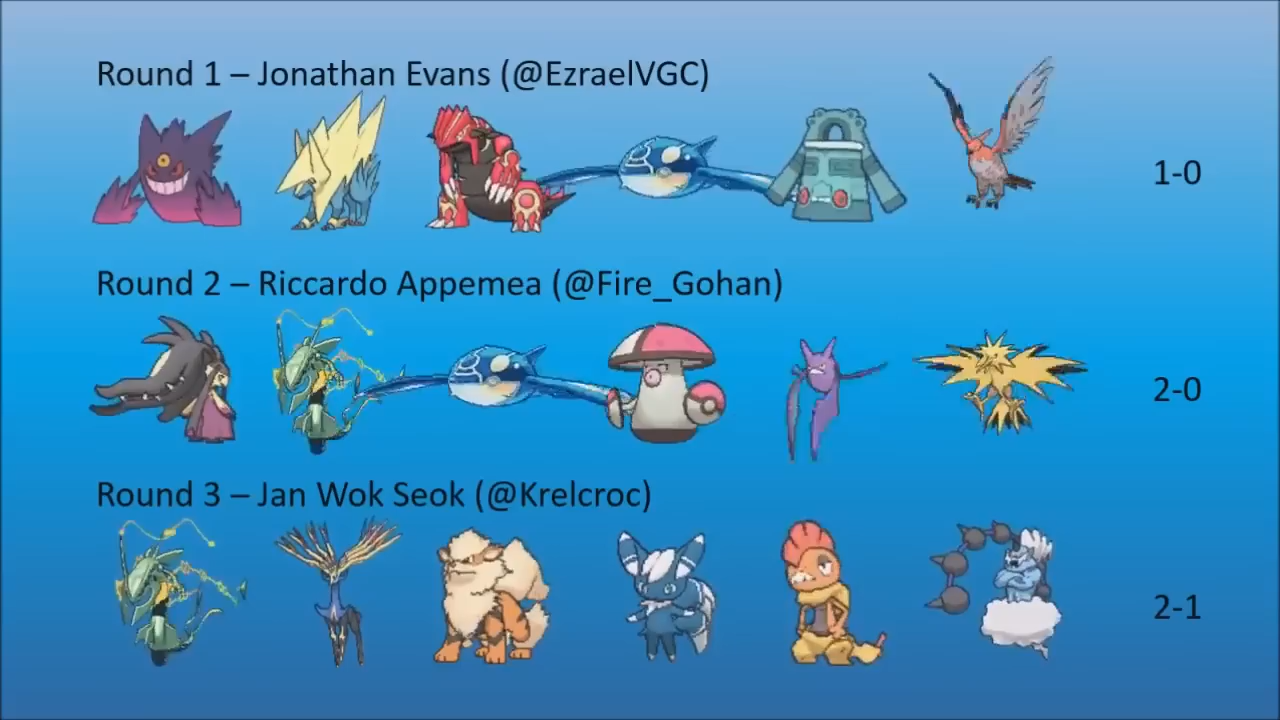 Round 1 – Jonathan Evans (@EzraelVGC)
1-0
Round 2 – Riccardo Appemea (@Fire_Gohan)
2-0
Round 3 – Jan Wok Seok (@Krelcroc)
2-1